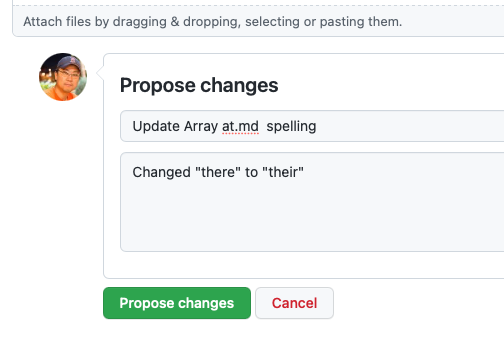 Attach files by dragging & dropping, selecting or pasting them.
Propose changes
Update Array at.md  spelling
Changed "there" to "their"
Propose changes
Cancel